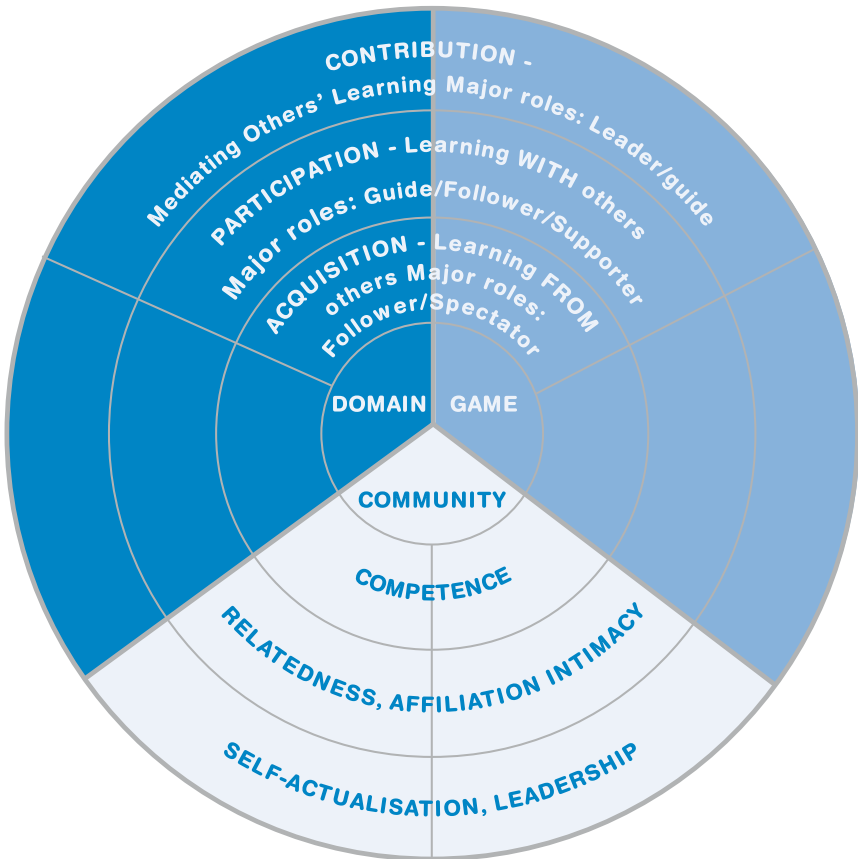 CONTRIBUTION -
Mediating Others’ Learning Major roles: Leader/guide
PARTICIPATION - Learning WITH others
Major roles: Guide/Follower/Supporter
ACQUISITION - Learning FROM
others Major roles:
Follower/Spectator
DOMAIN
GAME
COMMUNITY
COMPETENCE
RELATEDNESS, AFFILIATION INTIMACY
SELF-ACTUALISATION, LEADERSHIP